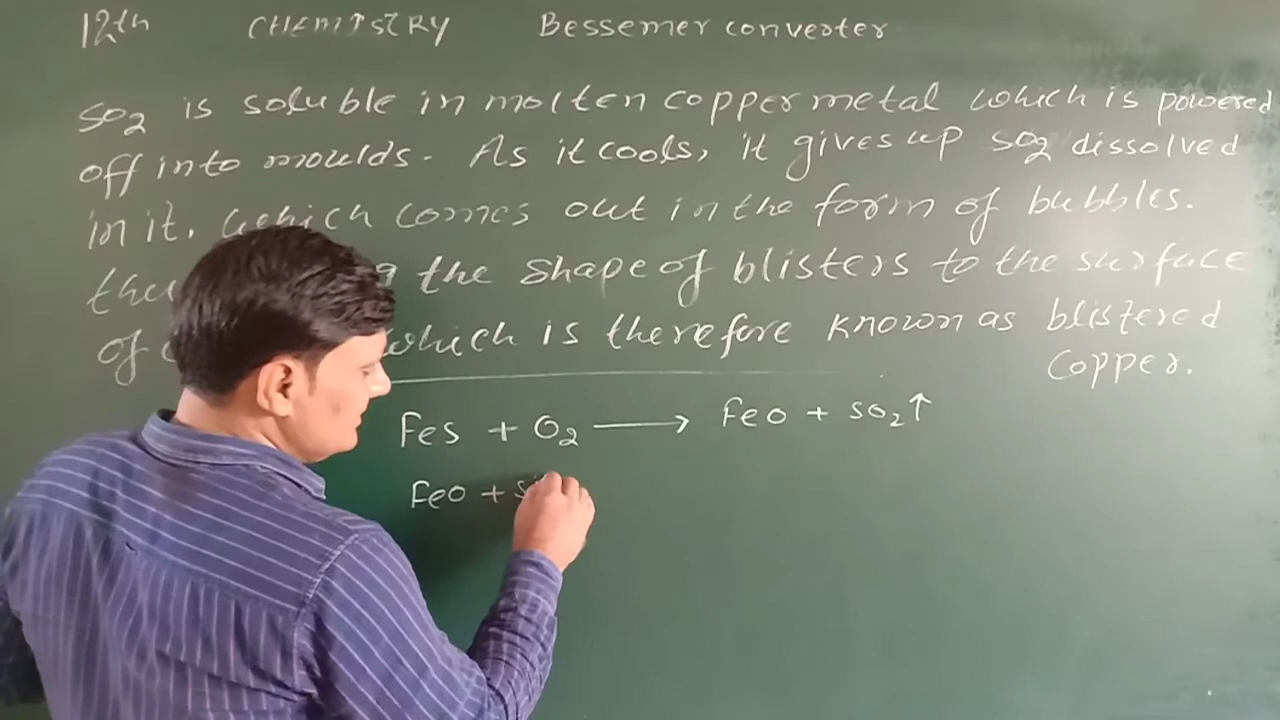 12th CHEMISTRY Bessemer converter
SO2 is soluble in molten copper metal which is powered
off into moulds. As it cools, it gives up SO2 dissolved
in it. which comes out in the form of bubbles.
the shape of blisters to the surface
of which is therefore known as blistered
copper.
FeS + O2 ⟶ FeO + SO2↑
FeO + Si